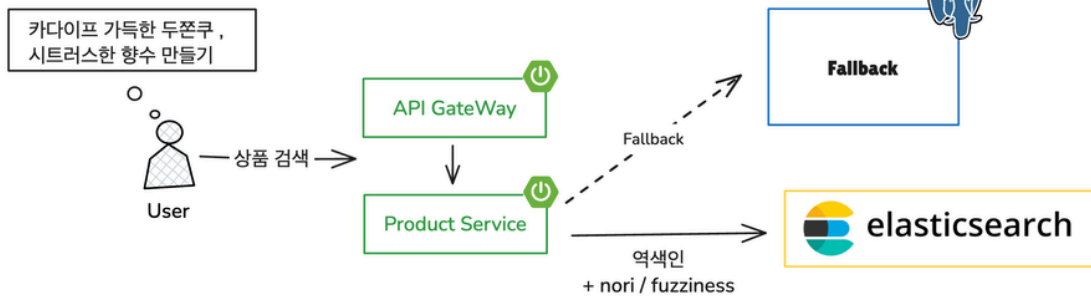 카다이프 가득한 두쫀쿠 ,
시트러스한 향수 만들기
User
상품 검색
API GateWay
Product Service
Fallback
Fallback
elasticsearch
역색인
+ nori / fuzziness